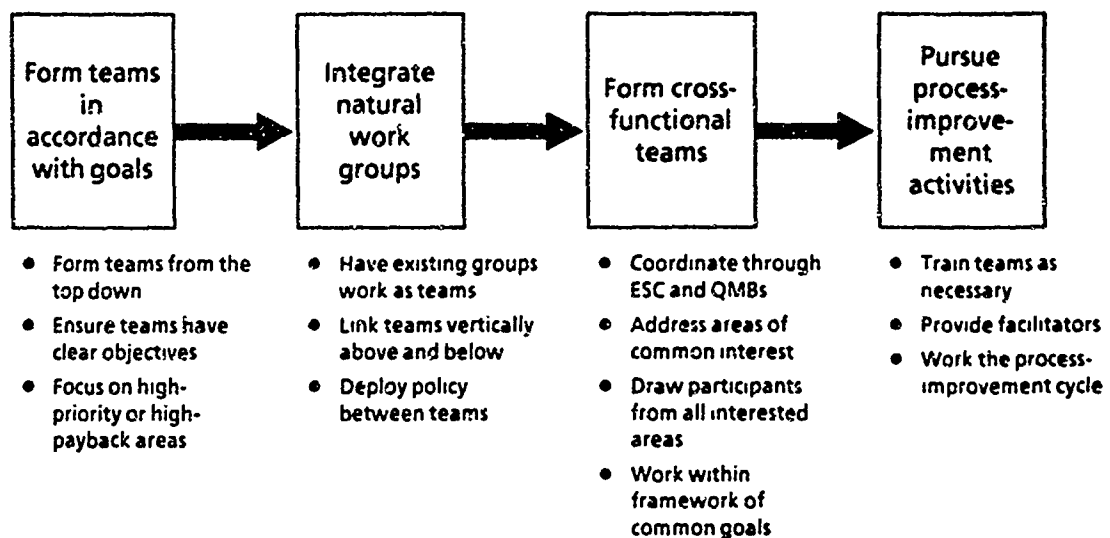 Form teams
in
accordance
with goals
Integrate
natural
work
groups
Form cross-
functional
teams
Pursue
process-
improve-
ment
activities
● Form teams from the
top down
● Ensure teams have
clear objectives
● Focus on high-
priority or high-
payback areas
● Have existing groups
work as teams
● Link teams vertically
above and below
● Deploy policy
between teams
● Coordinate through
ESC and QMBs
● Address areas of
common interest
● Draw participants
from all interested
areas
● Work within
framework of
common goals
● Train teams as
necessary
● Provide facilitators
● Work the process-
improvement cycle